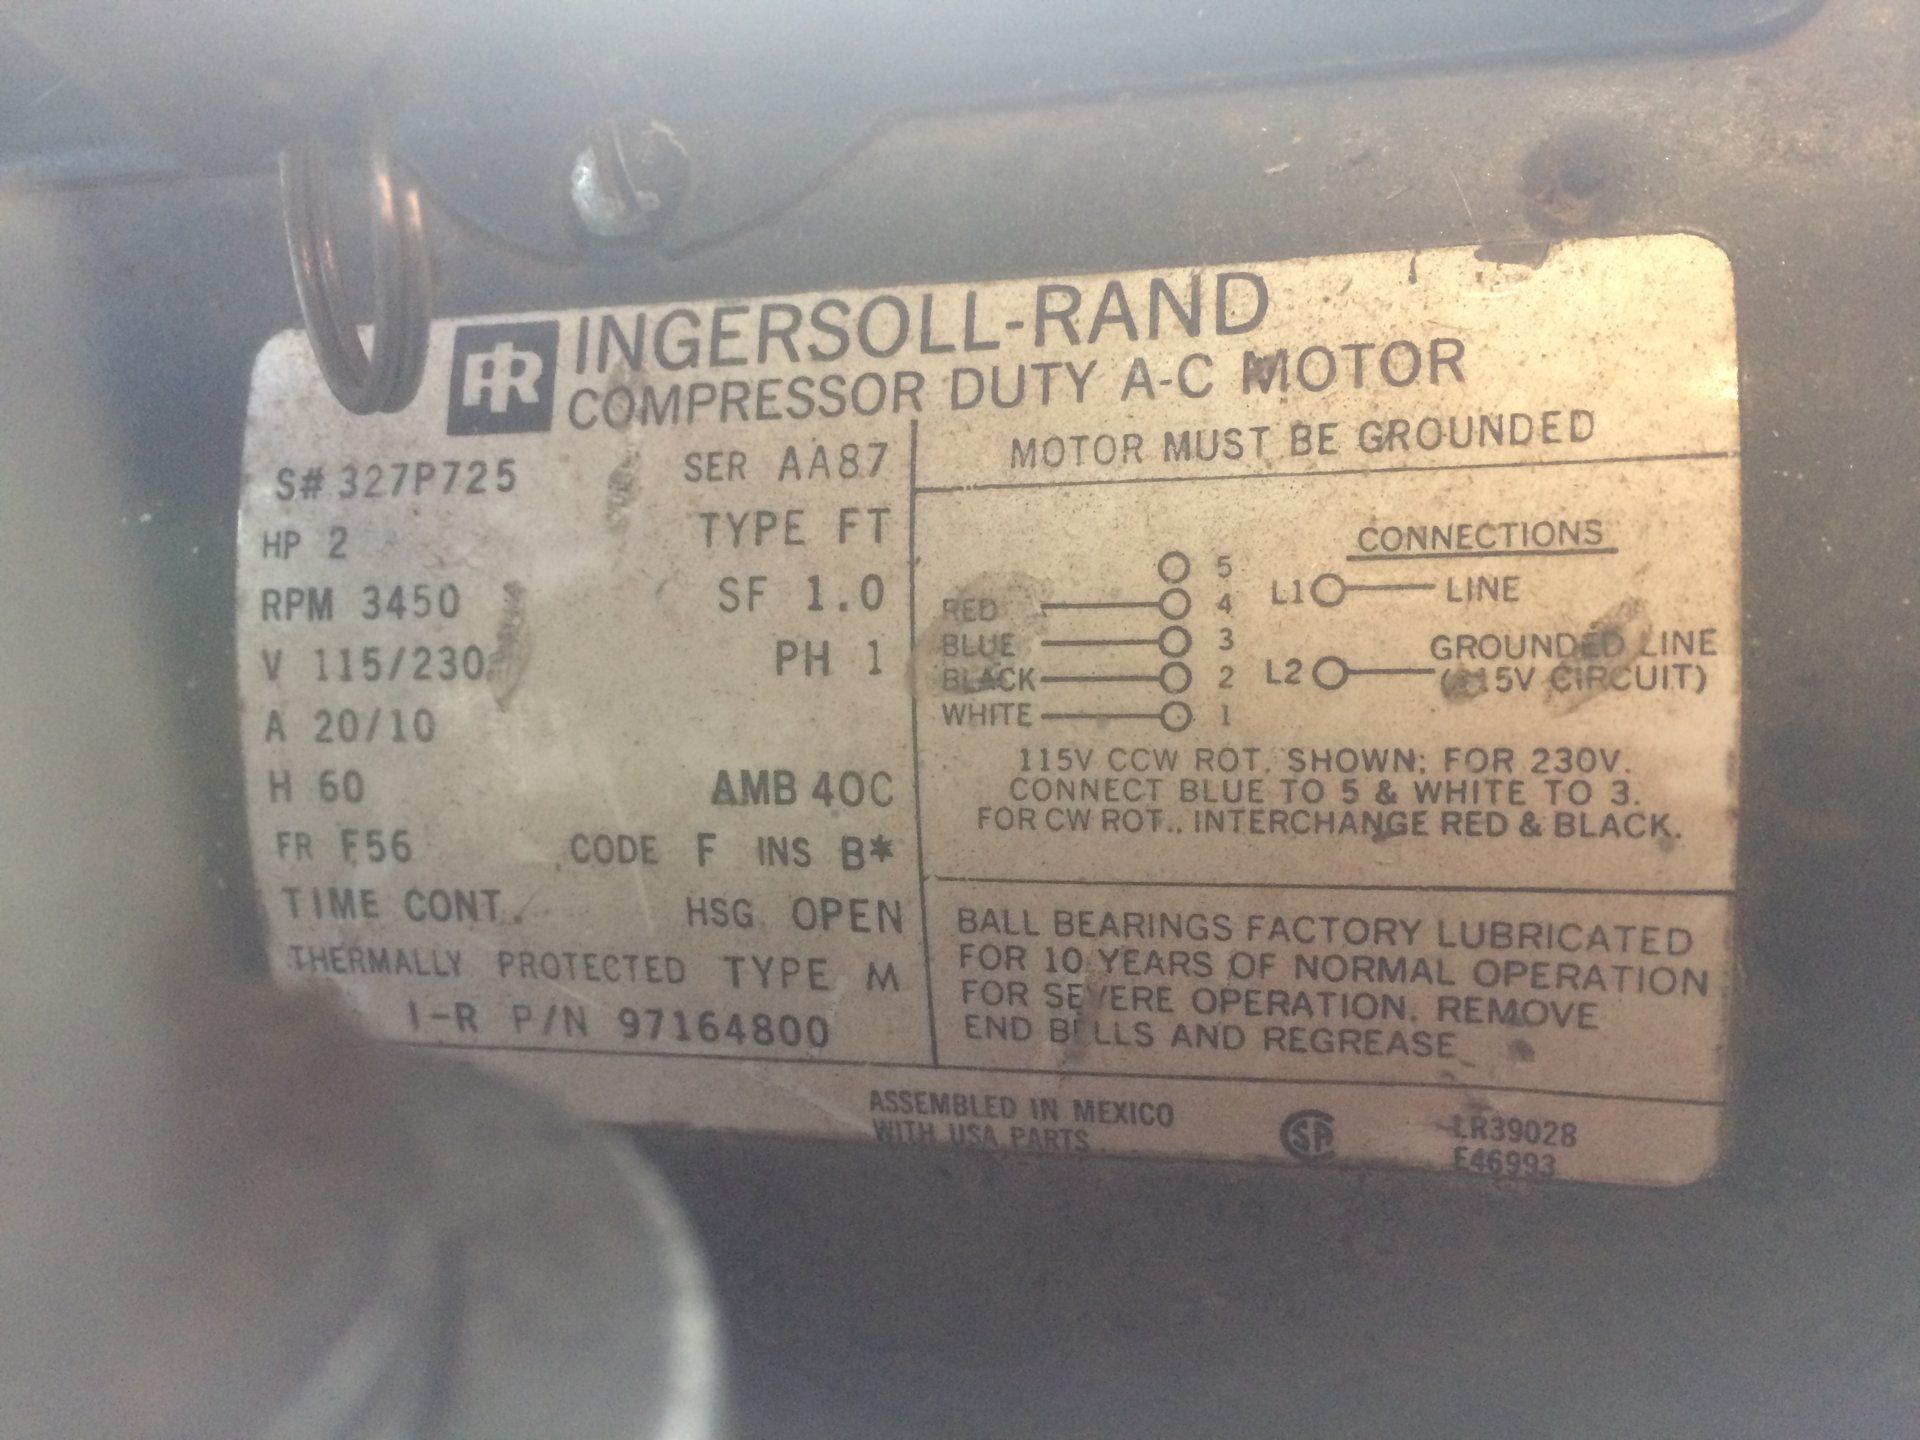 IR INGERSOLL-RAND
COMPRESSOR DUTY A-C MOTOR
S# 327P725 SER AA87
HP 2 TYPE FT
RPM 3450 SF 1.0
V 115/230 PH 1
A 20/10
H 60 AMB 40C
FR F56 CODE F INS B*
TIME CONT. HSG. OPEN
THERMALLY PROTECTED TYPE M
I-R P/N 97164800
MOTOR MUST BE GROUNDED
CONNECTIONS
5
RED 4 L1 LINE
BLUE 3 GROUNDED LINE
BLACK 2 L2 (115V CIRCUIT)
WHITE 1
115V CCW ROT. SHOWN: FOR 230V.
CONNECT BLUE TO 5 & WHITE TO 3.
FOR CW ROT., INTERCHANGE RED & BLACK.
BALL BEARINGS FACTORY LUBRICATED
FOR 10 YEARS OF NORMAL OPERATION
FOR SEVERE OPERATION, REMOVE
END BELLS AND REGREASE
ASSEMBLED IN MEXICO
WITH USA PARTS
SA LR39028
E46993